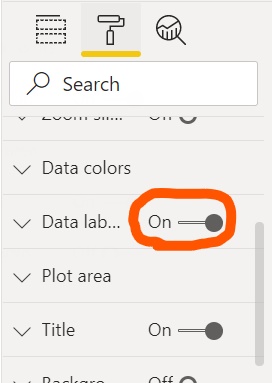 Search
Zoom sli... Off
Data colors
Data lab... On
Plot area
Title On
Backgro... Off